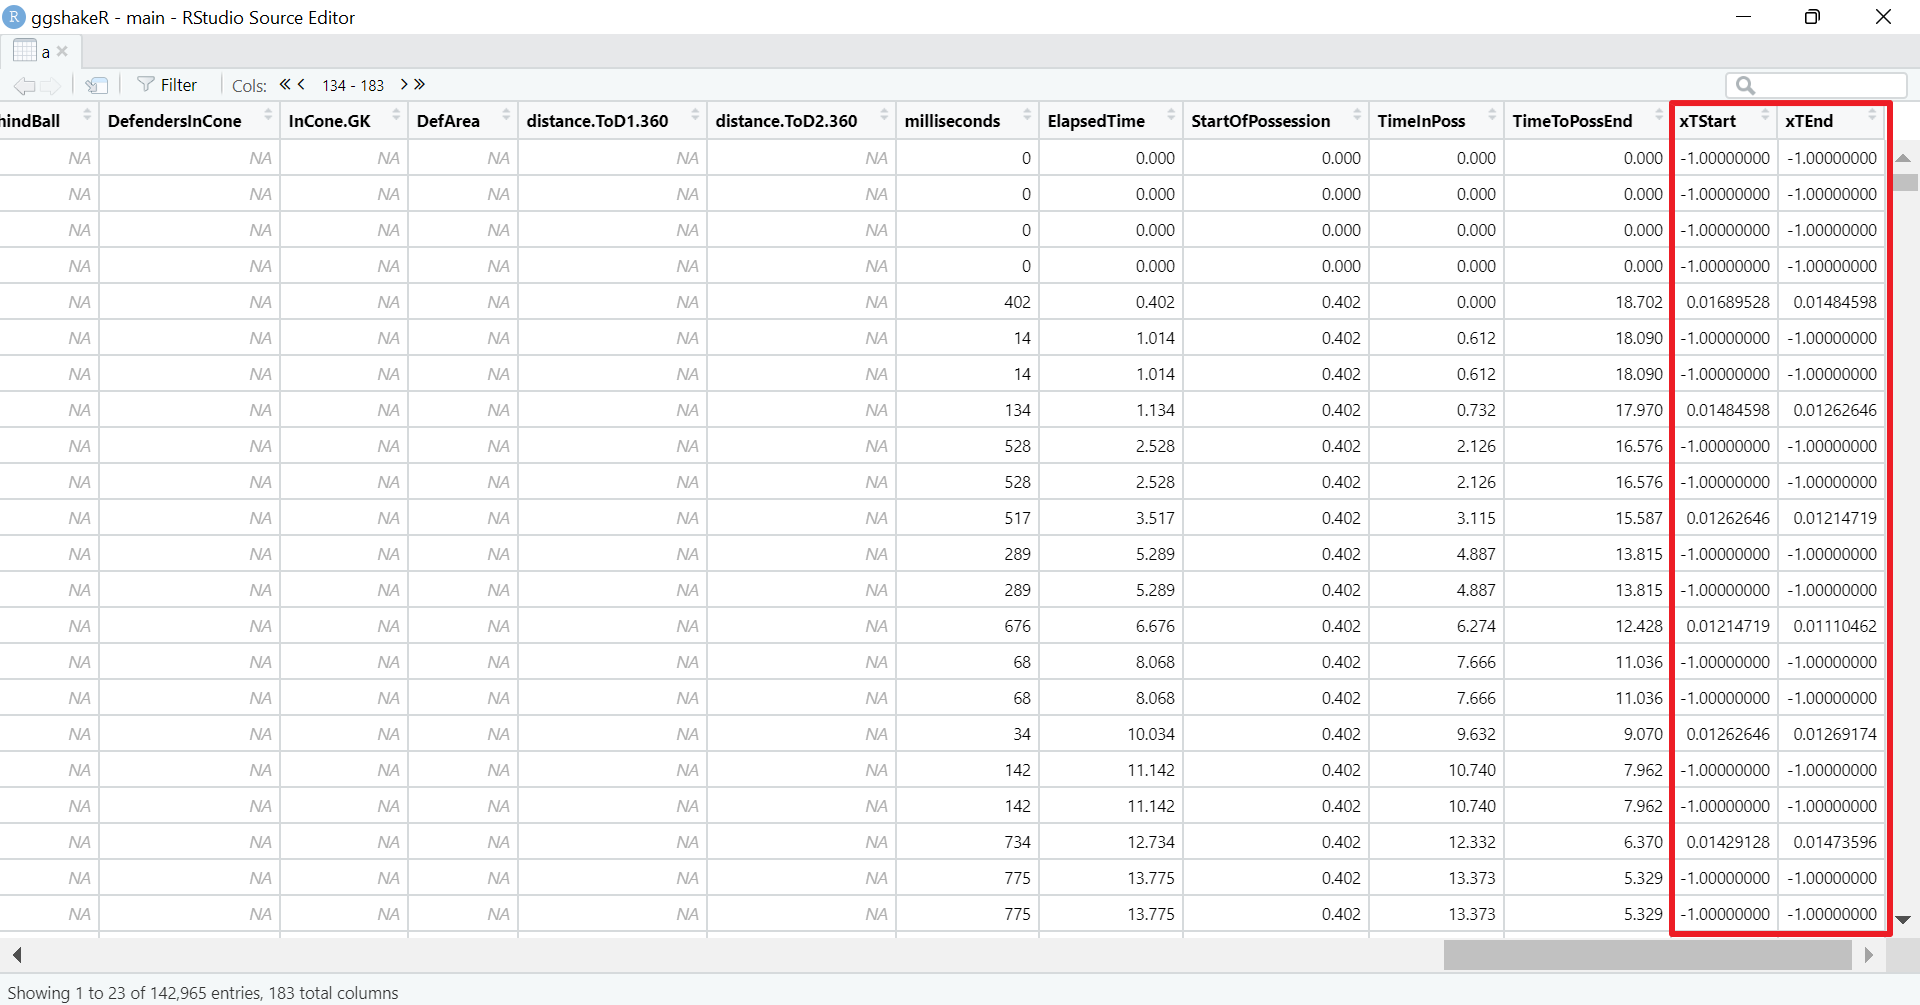 R ggshakeR - main - RStudio Source Editor
a
Filter Cols: 134 - 183
hindBall DefendersInCone InCone.GK DefArea distance.ToD1.360 distance.ToD2.360 milliseconds ElapsedTime StartOfPossession TimeInPoss TimeToPossEnd xTStart xTEnd
NA NA NA NA NA NA 0 0.000 0.000 0.000 0.000 -1.00000000 -1.00000000
NA NA NA NA NA NA 0 0.000 0.000 0.000 0.000 -1.00000000 -1.00000000
NA NA NA NA NA NA 0 0.000 0.000 0.000 0.000 -1.00000000 -1.00000000
NA NA NA NA NA NA 0 0.000 0.000 0.000 0.000 -1.00000000 -1.00000000
NA NA NA NA NA NA 402 0.402 0.402 0.000 18.702 0.01689528 0.01484598
NA NA NA NA NA NA 14 1.014 0.402 0.612 18.090 -1.00000000 -1.00000000
NA NA NA NA NA NA 14 1.014 0.402 0.612 18.090 -1.00000000 -1.00000000
NA NA NA NA NA NA 134 1.134 0.402 0.732 17.970 0.01484598 0.01262646
NA NA NA NA NA NA 528 2.528 0.402 2.126 16.576 -1.00000000 -1.00000000
NA NA NA NA NA NA 528 2.528 0.402 2.126 16.576 -1.00000000 -1.00000000
NA NA NA NA NA NA 517 3.517 0.402 3.115 15.587 0.01262646 0.01214719
NA NA NA NA NA NA 289 5.289 0.402 4.887 13.815 -1.00000000 -1.00000000
NA NA NA NA NA NA 289 5.289 0.402 4.887 13.815 -1.00000000 -1.00000000
NA NA NA NA NA NA 676 6.676 0.402 6.274 12.428 0.01214719 0.01110462
NA NA NA NA NA NA 68 8.068 0.402 7.666 11.036 -1.00000000 -1.00000000
NA NA NA NA NA NA 68 8.068 0.402 7.666 11.036 -1.00000000 -1.00000000
NA NA NA NA NA NA 34 10.034 0.402 9.632 9.070 0.01262646 0.01269174
NA NA NA NA NA NA 142 11.142 0.402 10.740 7.962 -1.00000000 -1.00000000
NA NA NA NA NA NA 142 11.142 0.402 10.740 7.962 -1.00000000 -1.00000000
NA NA NA NA NA NA 734 12.734 0.402 12.332 6.370 0.01429128 0.01473596
NA NA NA NA NA NA 775 13.775 0.402 13.373 5.329 -1.00000000 -1.00000000
NA NA NA NA NA NA 775 13.775 0.402 13.373 5.329 -1.00000000 -1.00000000
Showing 1 to 23 of 142,965 entries, 183 total columns